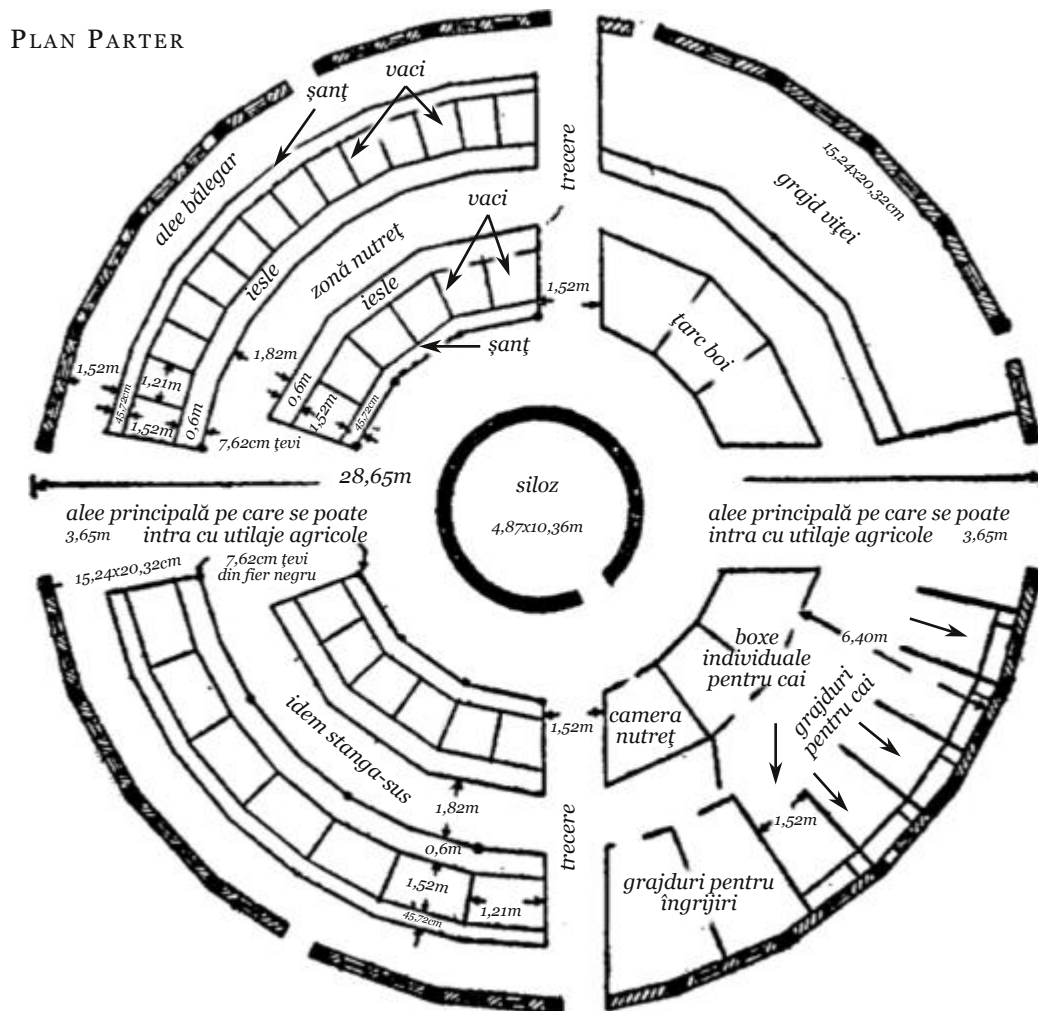 PLAN PARTER
vaci
şanţ
alee bălegar
iesle
zonă nutreţ
iesle
vaci
şanţ
trecere
1,52m
15,24x20,32cm
grajd viţei
ţarc boi
1,52m
1,21m
45,72cm
1,52m
0,6m
7,62cm ţevi
1,82m
0,6m
1,52m
45,72cm
28,65m
siloz
4,87x10,36m
alee principală pe care se poate
3,65m
intra cu utilaje agricole
alee principală pe care se poate
intra cu utilaje agricole
3,65m
15,24x20,32cm
7,62cm ţevi
din fier negru
idem stanga-sus
1,82m
0,6m
1,52m
1,21m
45,72cm
1,52m
trecere
camera
nutreţ
boxe
individuale
pentru cai
6,40m
grajduri
pentru cai
1,52m
grajduri pentru
îngrijiri